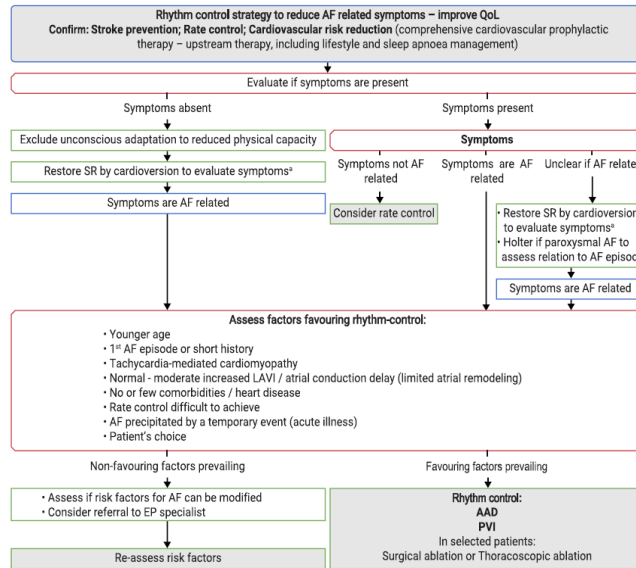 Rhythm control strategy to reduce AF related symptoms – improve QoL
Confirm: Stroke prevention; Rate control; Cardiovascular risk reduction (comprehensive cardiovascular prophylactic
therapy – upstream therapy, including lifestyle and sleep apnoea management)
Evaluate if symptoms are present
Symptoms absent
Symptoms present
Exclude unconscious adaptation to reduced physical capacity
Restore SR by cardioversion to evaluate symptomsᵃ
Symptoms are AF related
Symptoms
Symptoms not AF
related
Symptoms are AF
related
Unclear if AF relate
Consider rate control
• Restore SR by cardioversion
to evaluate symptomsᵃ
• Holter if paroxysmal AF to
assess relation to AF episod
Symptoms are AF related
Assess factors favouring rhythm-control:
• Younger age
• 1ˢᵗ AF episode or short history
• Tachycardia-mediated cardiomyopathy
• Normal - moderate increased LAVI / atrial conduction delay (limited atrial remodeling)
• No or few comorbidities / heart disease
• Rate control difficult to achieve
• AF precipitated by a temporary event (acute illness)
• Patient's choice
Non-favouring factors prevailing
Favouring factors prevailing
• Assess if risk factors for AF can be modified
• Consider referral to EP specialist
Re-assess risk factors
Rhythm control:
AAD
PVI
In selected patients:
Surgical ablation or Thoracoscopic ablation